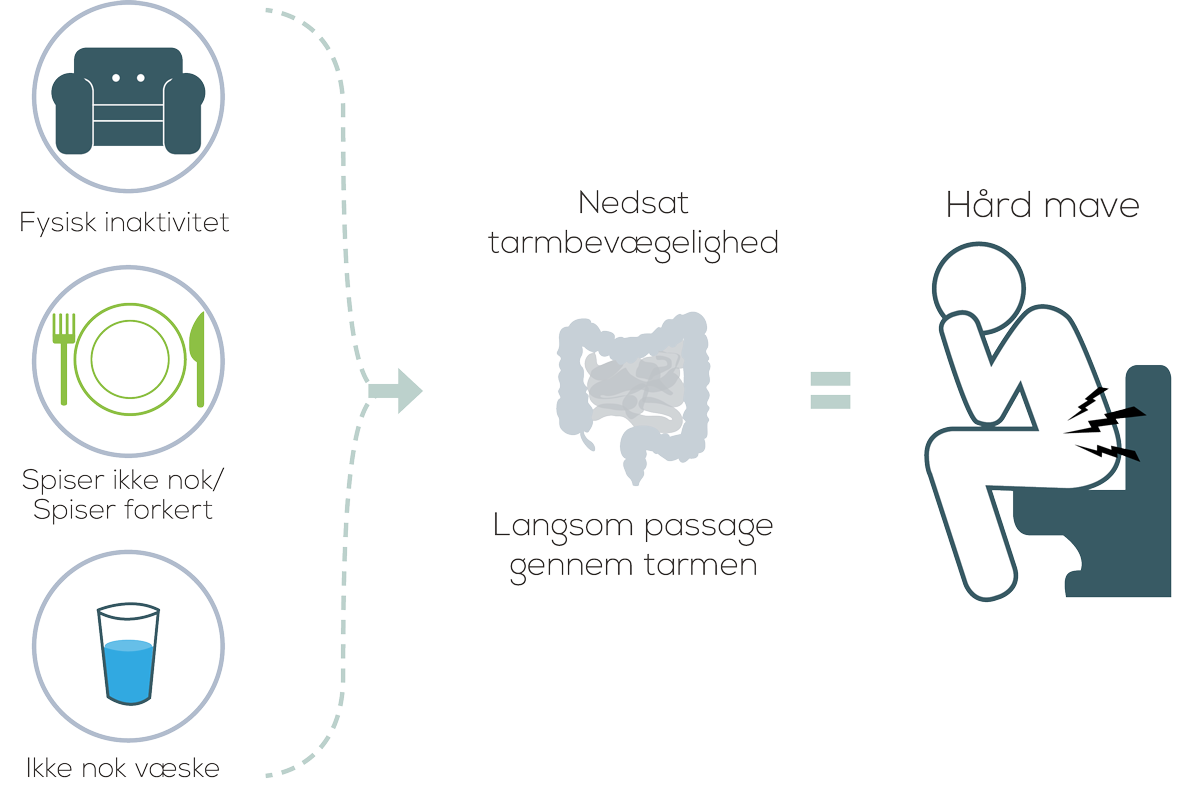 Fysisk inaktivitet
Spiser ikke nok/
Spiser forkert
Ikke nok væske
Nedsat
tarmbevægelighed
Langsom passage
gennem tarmen
Hård mave